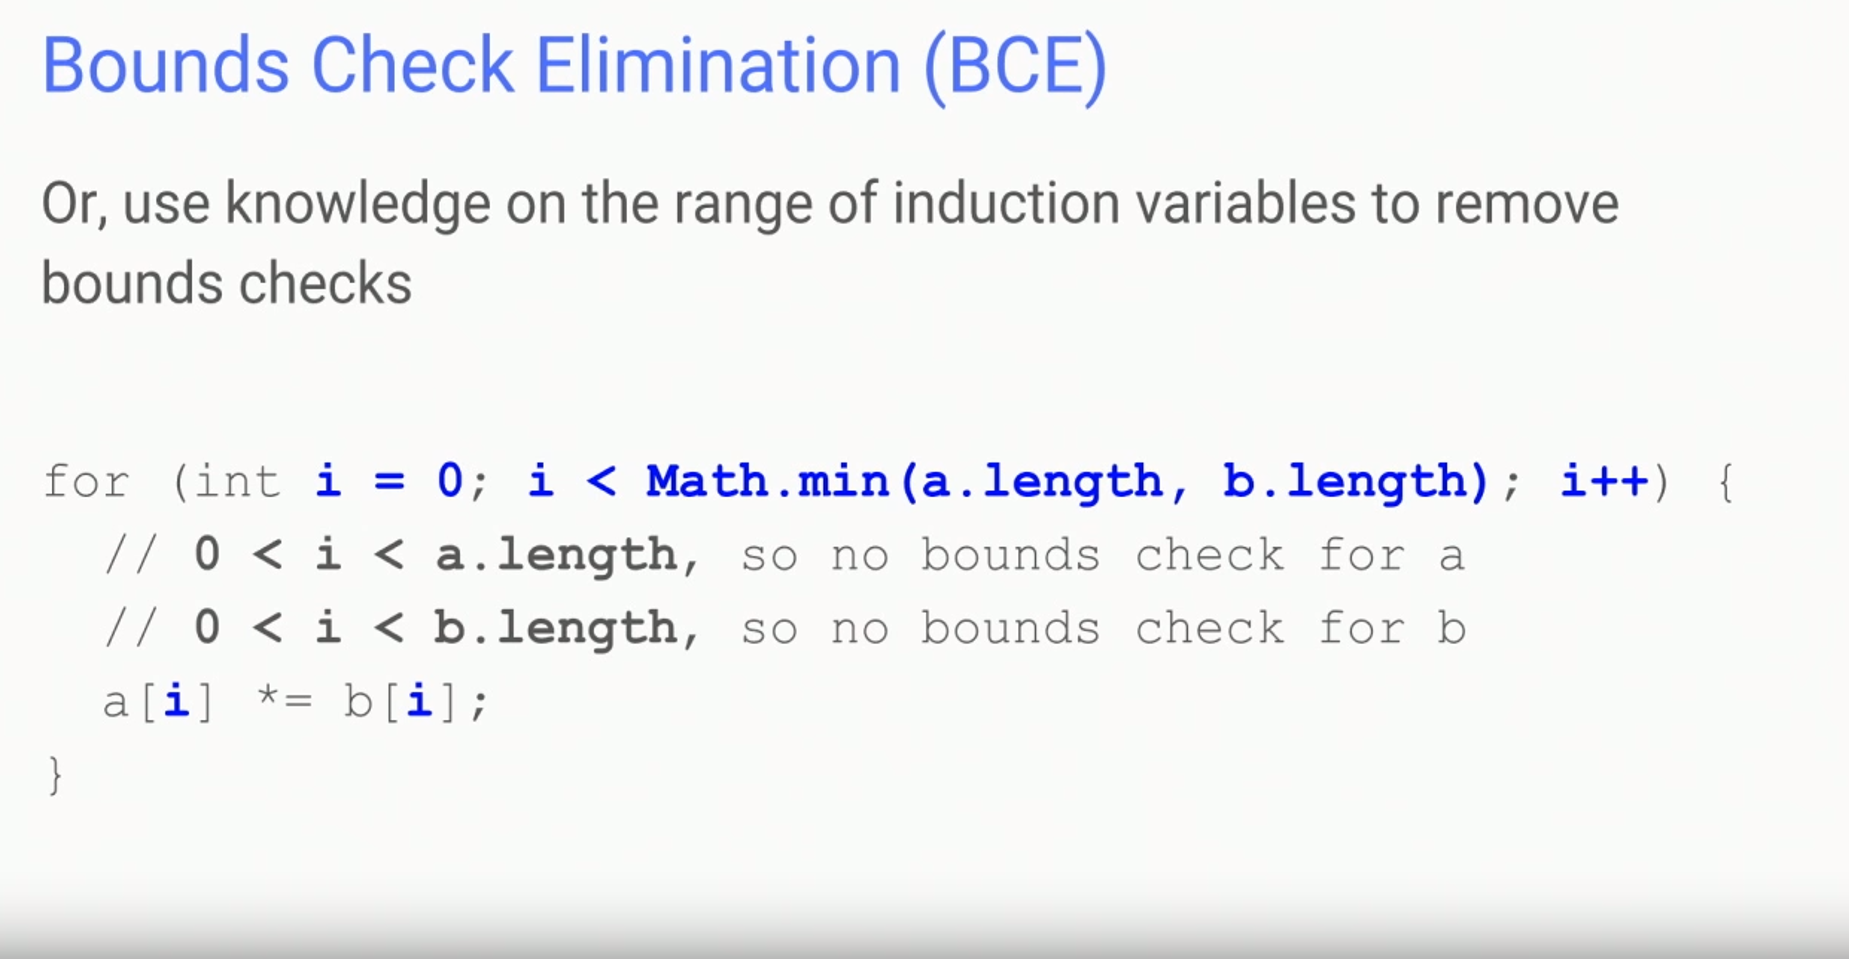 Bounds Check Elimination (BCE)
Or, use knowledge on the range of induction variables to remove
bounds checks
for (int i = 0; i < Math.min(a.length, b.length); i++) {
// 0 < i < a.length, so no bounds check for a
// 0 < i < b.length, so no bounds check for b
a[i] *= b[i];
}